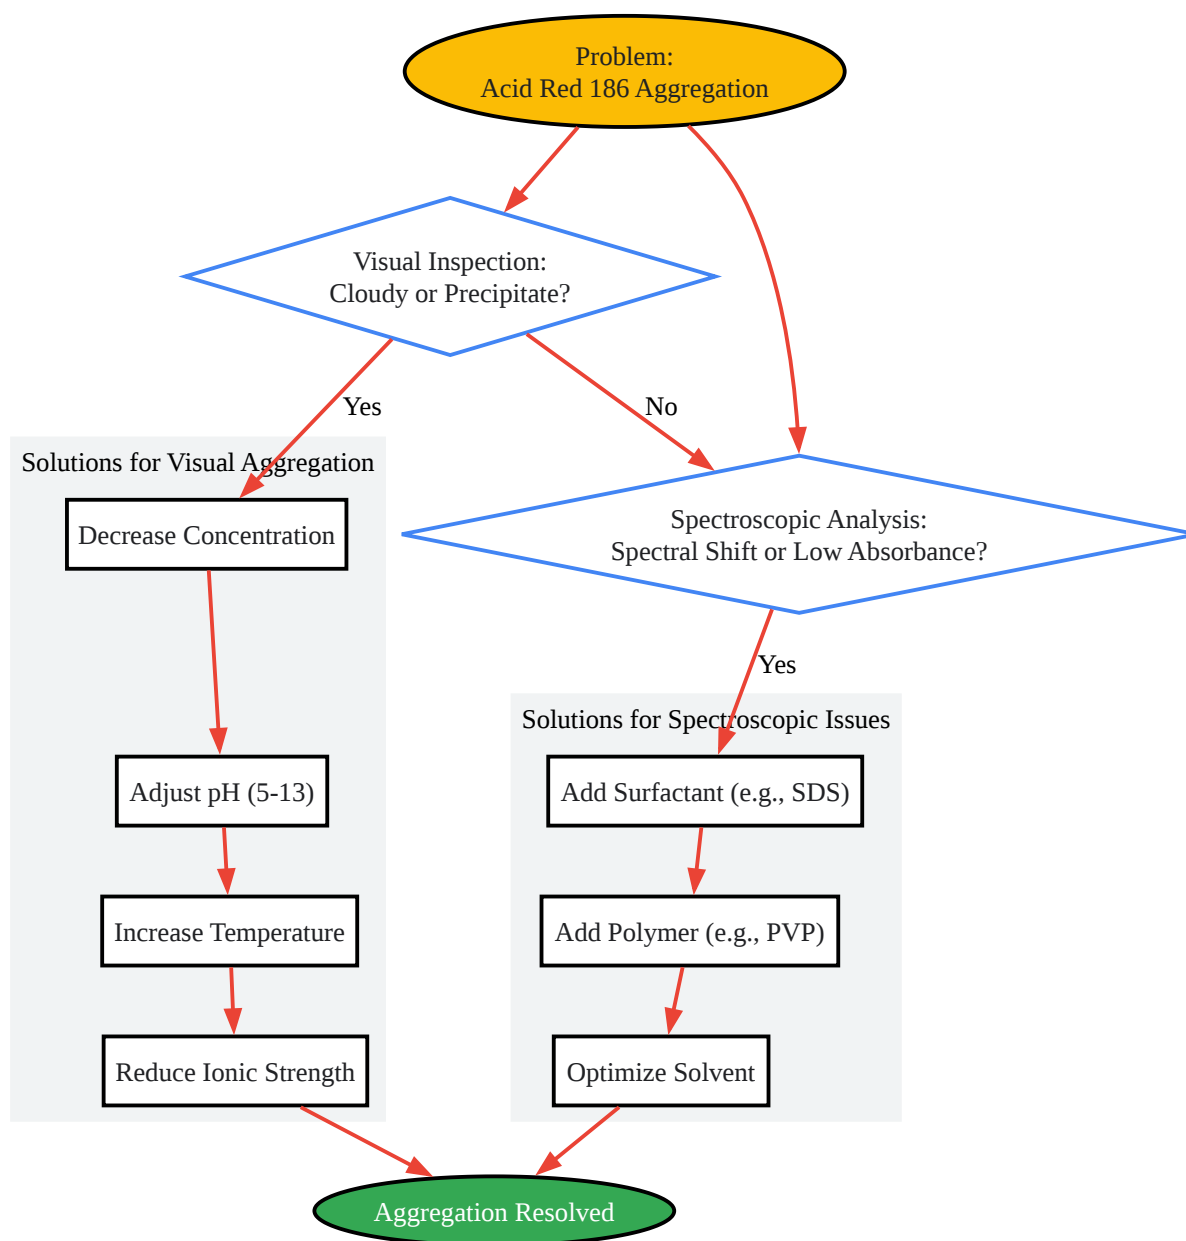 Problem:
Acid Red 186 Aggregation
Visual Inspection:
Cloudy or Precipitate?
Yes
No
Solutions for Visual Aggregation
Decrease Concentration
Spectroscopic Analysis:
Spectral Shift or Low Absorbance?
Yes
Solutions for Spectroscopic Issues
Adjust pH (5-13)
Add Surfactant (e.g., SDS)
Increase Temperature
Add Polymer (e.g., PVP)
Reduce Ionic Strength
Optimize Solvent
Aggregation Resolved